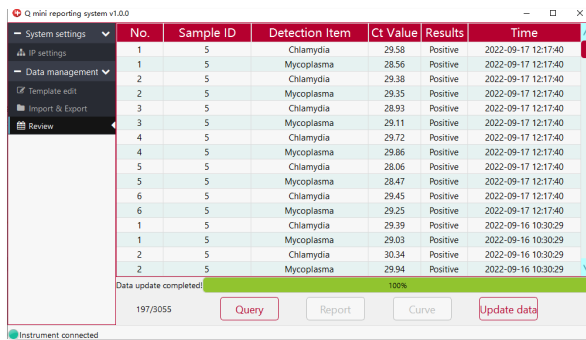 Q mini reporting system v1.0.0
System settings
IP settings
Data management
Template edit
Import & Export
Review
No. Sample ID Detection Item Ct Value Results Time
1 5 Chlamydia 29.58 Positive 2022-09-17 12:17:40
1 5 Mycoplasma 28.56 Positive 2022-09-17 12:17:40
2 5 Chlamydia 29.38 Positive 2022-09-17 12:17:40
2 5 Mycoplasma 29.35 Positive 2022-09-17 12:17:40
3 5 Chlamydia 28.93 Positive 2022-09-17 12:17:40
3 5 Mycoplasma 29.11 Positive 2022-09-17 12:17:40
4 5 Chlamydia 29.72 Positive 2022-09-17 12:17:40
4 5 Mycoplasma 29.86 Positive 2022-09-17 12:17:40
5 5 Chlamydia 28.06 Positive 2022-09-17 12:17:40
5 5 Mycoplasma 28.47 Positive 2022-09-17 12:17:40
6 5 Chlamydia 29.45 Positive 2022-09-17 12:17:40
6 5 Mycoplasma 29.25 Positive 2022-09-17 12:17:40
1 5 Chlamydia 29.39 Positive 2022-09-16 10:30:29
1 5 Mycoplasma 29.03 Positive 2022-09-16 10:30:29
2 5 Chlamydia 30.34 Positive 2022-09-16 10:30:29
2 5 Mycoplasma 29.94 Positive 2022-09-16 10:30:29
Data update completed! 100%
197/3055 Query Report Curve Update data
Instrument connected